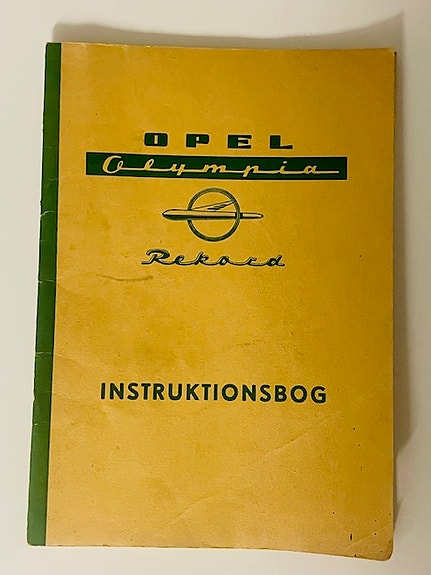 OPEL
Olympia
Rekord
INSTRUKTIONSBOG